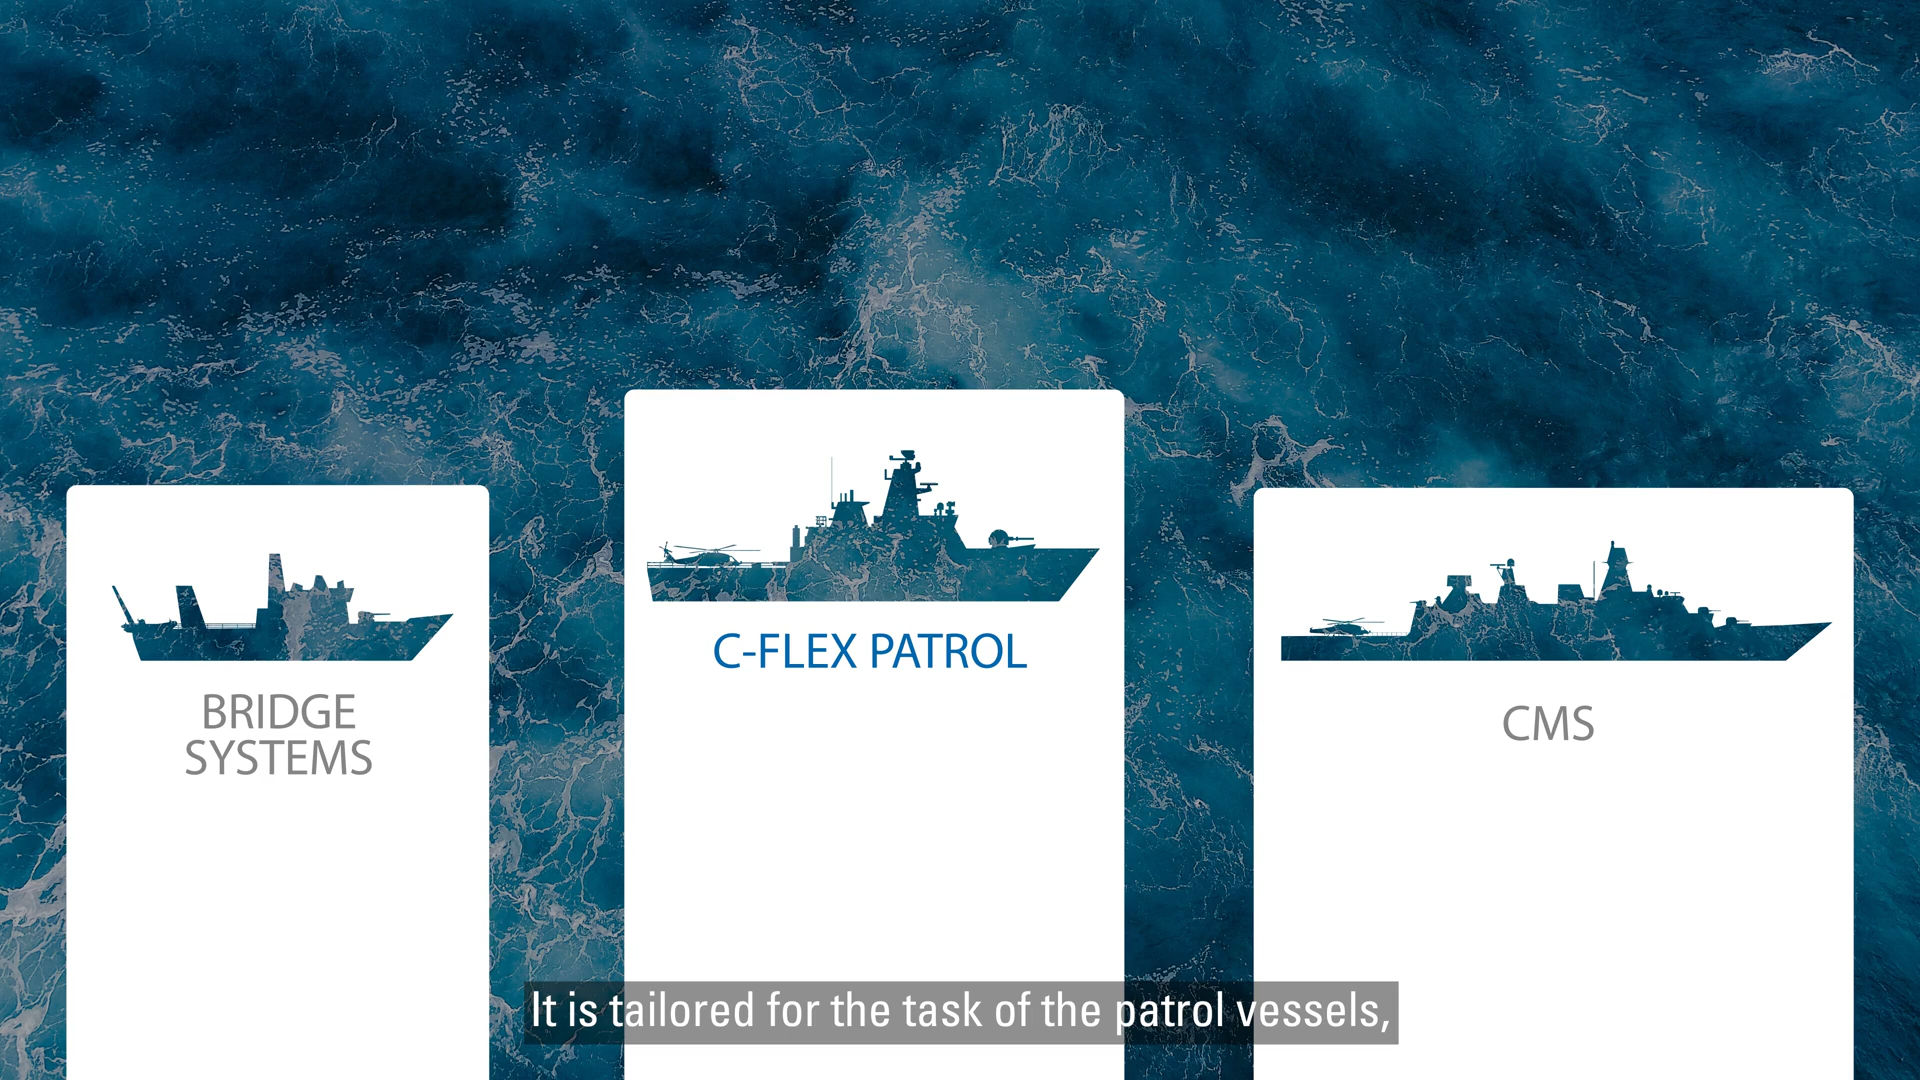 C-FLEX PATROL
BRIDGE
SYSTEMS
CMS
It is tailored for the task of the patrol vessels,